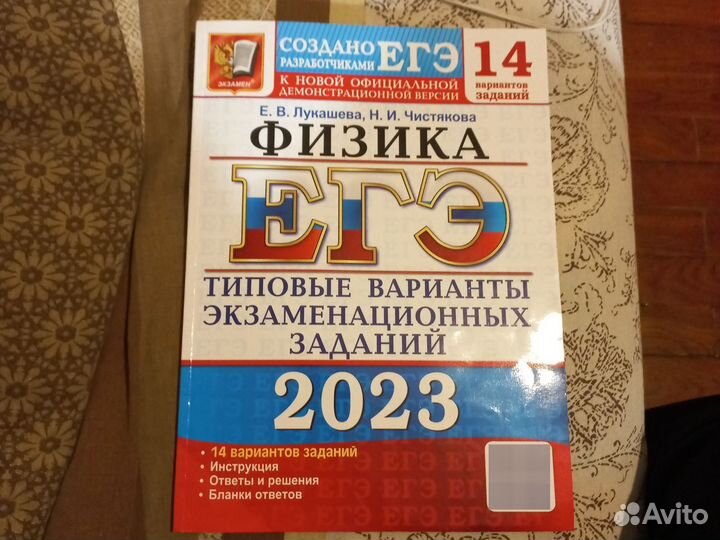 СОЗДАНО
РАЗРАБОТЧИКАМИ ЕГЭ
К НОВОЙ ОФИЦИАЛЬНОЙ
ДЕМОНСТРАЦИОННОЙ ВЕРСИИ
14
вариантов
заданий
ЭКЗАМЕН
Е. В. Лукашева, Н. И. Чистякова
ФИЗИКА
ЕГЭ
ТИПОВЫЕ ВАРИАНТЫ
ЭКЗАМЕНАЦИОННЫХ
ЗАДАНИЙ
2023
• 14 вариантов заданий
• Инструкция
• Ответы и решения
• Бланки ответов
Avito